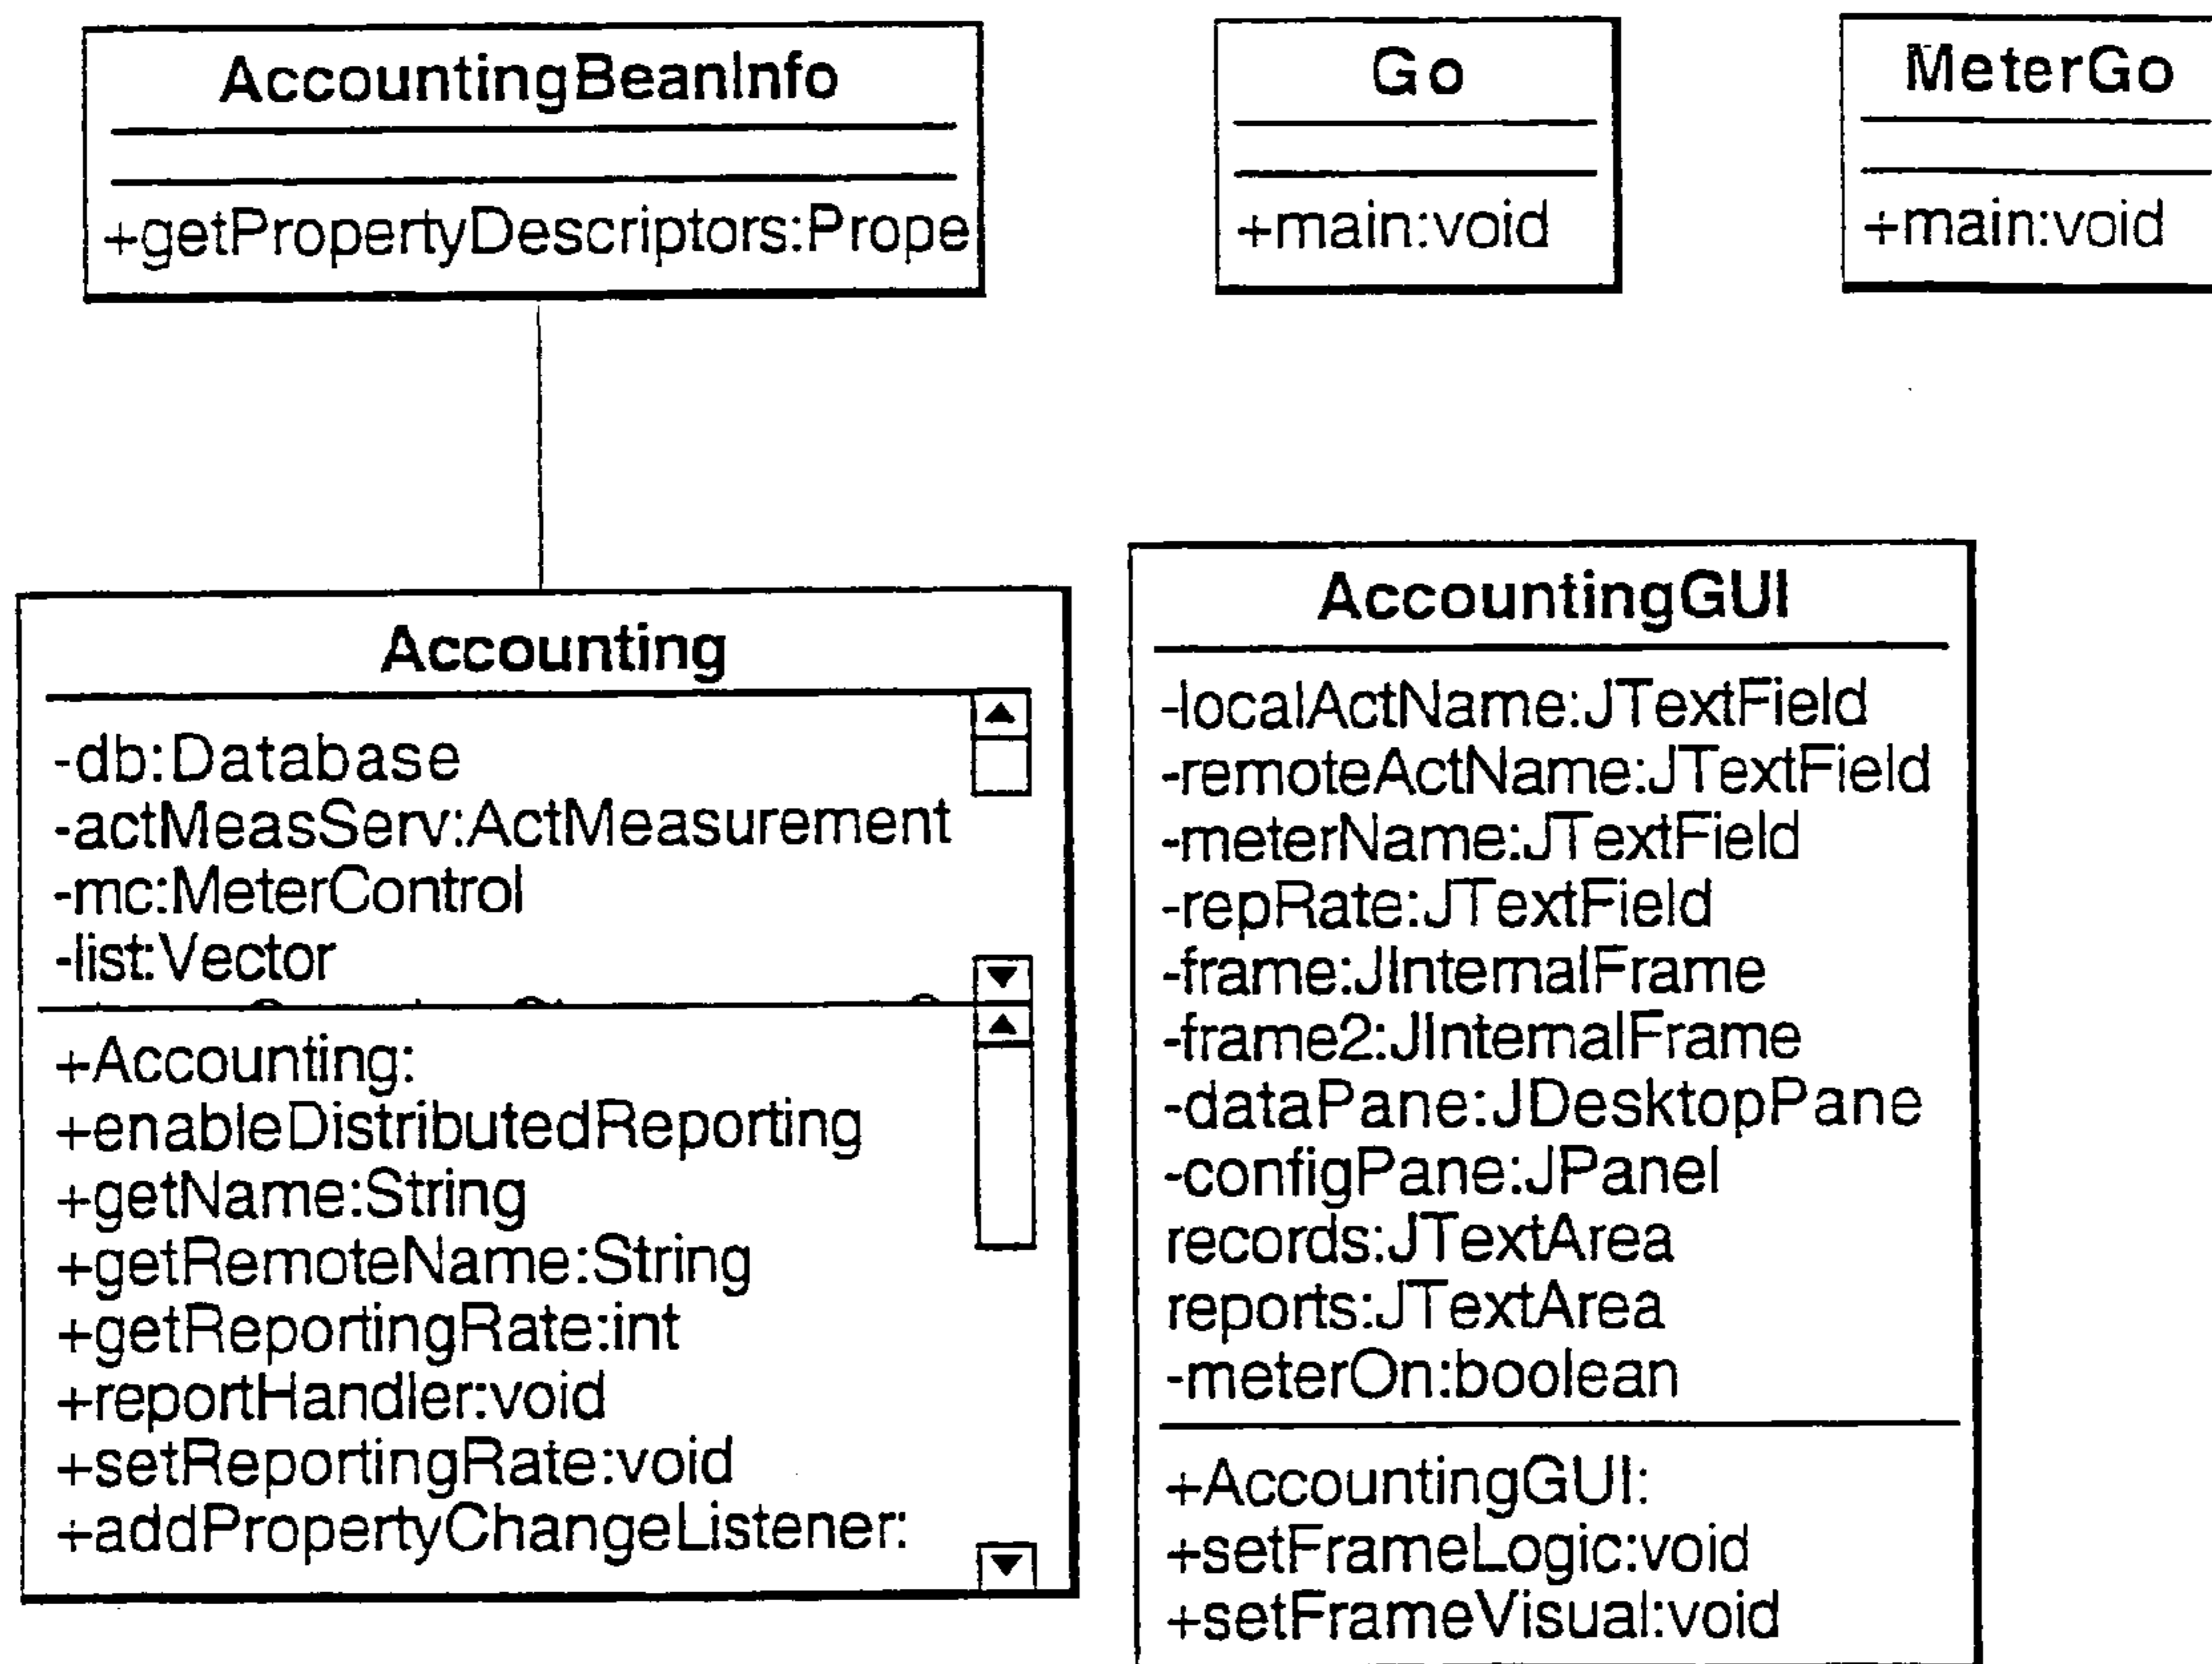 AccountingBeanInfo
+getPropertyDescriptors:Prope
Go
+main:void
MeterGo
+main:void
Accounting
-db:Database
-actMeasServ:ActMeasurement
-mc:MeterControl
-list:Vector
+Accounting:
+enableDistributedReporting
+getName:String
+getRemoteName:String
+getReportingRate:int
+reportHandler:void
+setReportingRate:void
+addPropertyChangeListener:
AccountingGUI
-localActName:JTextField
-remoteActName:JTextField
-meterName:JTextField
-repRate:JTextField
-frame:JInternalFrame
-frame2:JInternalFrame
-dataPane:JDesktopPane
-configPane:JPanel
records:JTextArea
reports:JTextArea
-meterOn:boolean
+AccountingGUI:
+setFrameLogic:void
+setFrameVisual:void